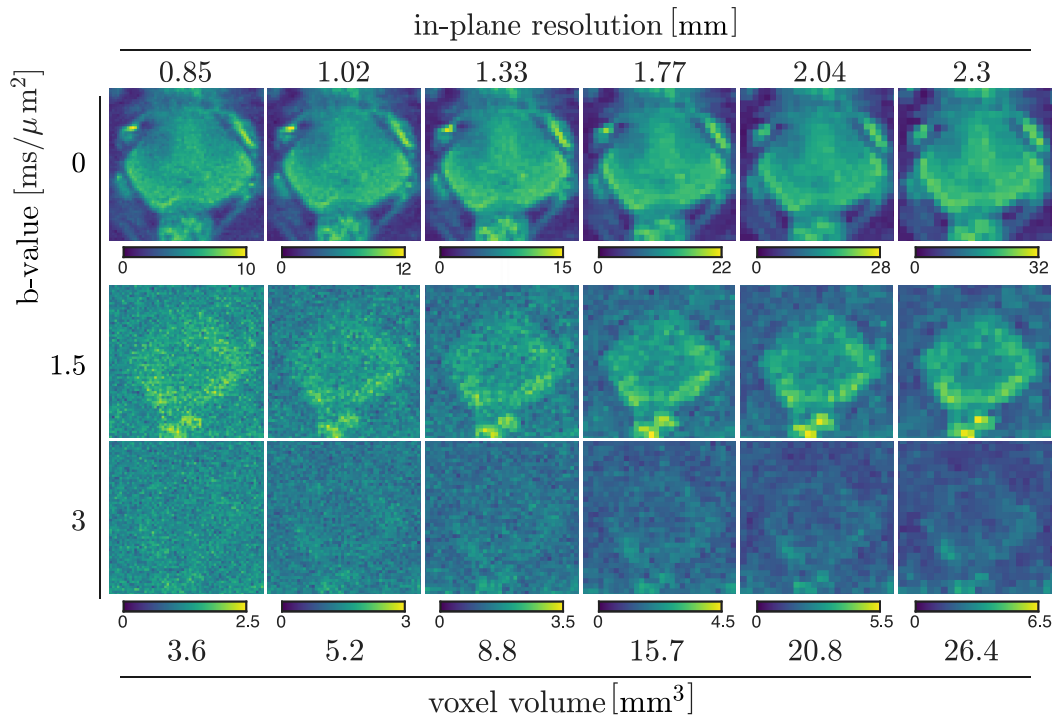 in-plane resolution [mm]
0.85 1.02 1.33 1.77 2.04 2.3
b-value [ms/μm²]
0
0 10 0 12 0 15 0 22 0 28 0 32
1.5
3
0 2.5 0 3 0 3.5 0 4.5 0 5.5 0 6.5
3.6 5.2 8.8 15.7 20.8 26.4
voxel volume [mm³]